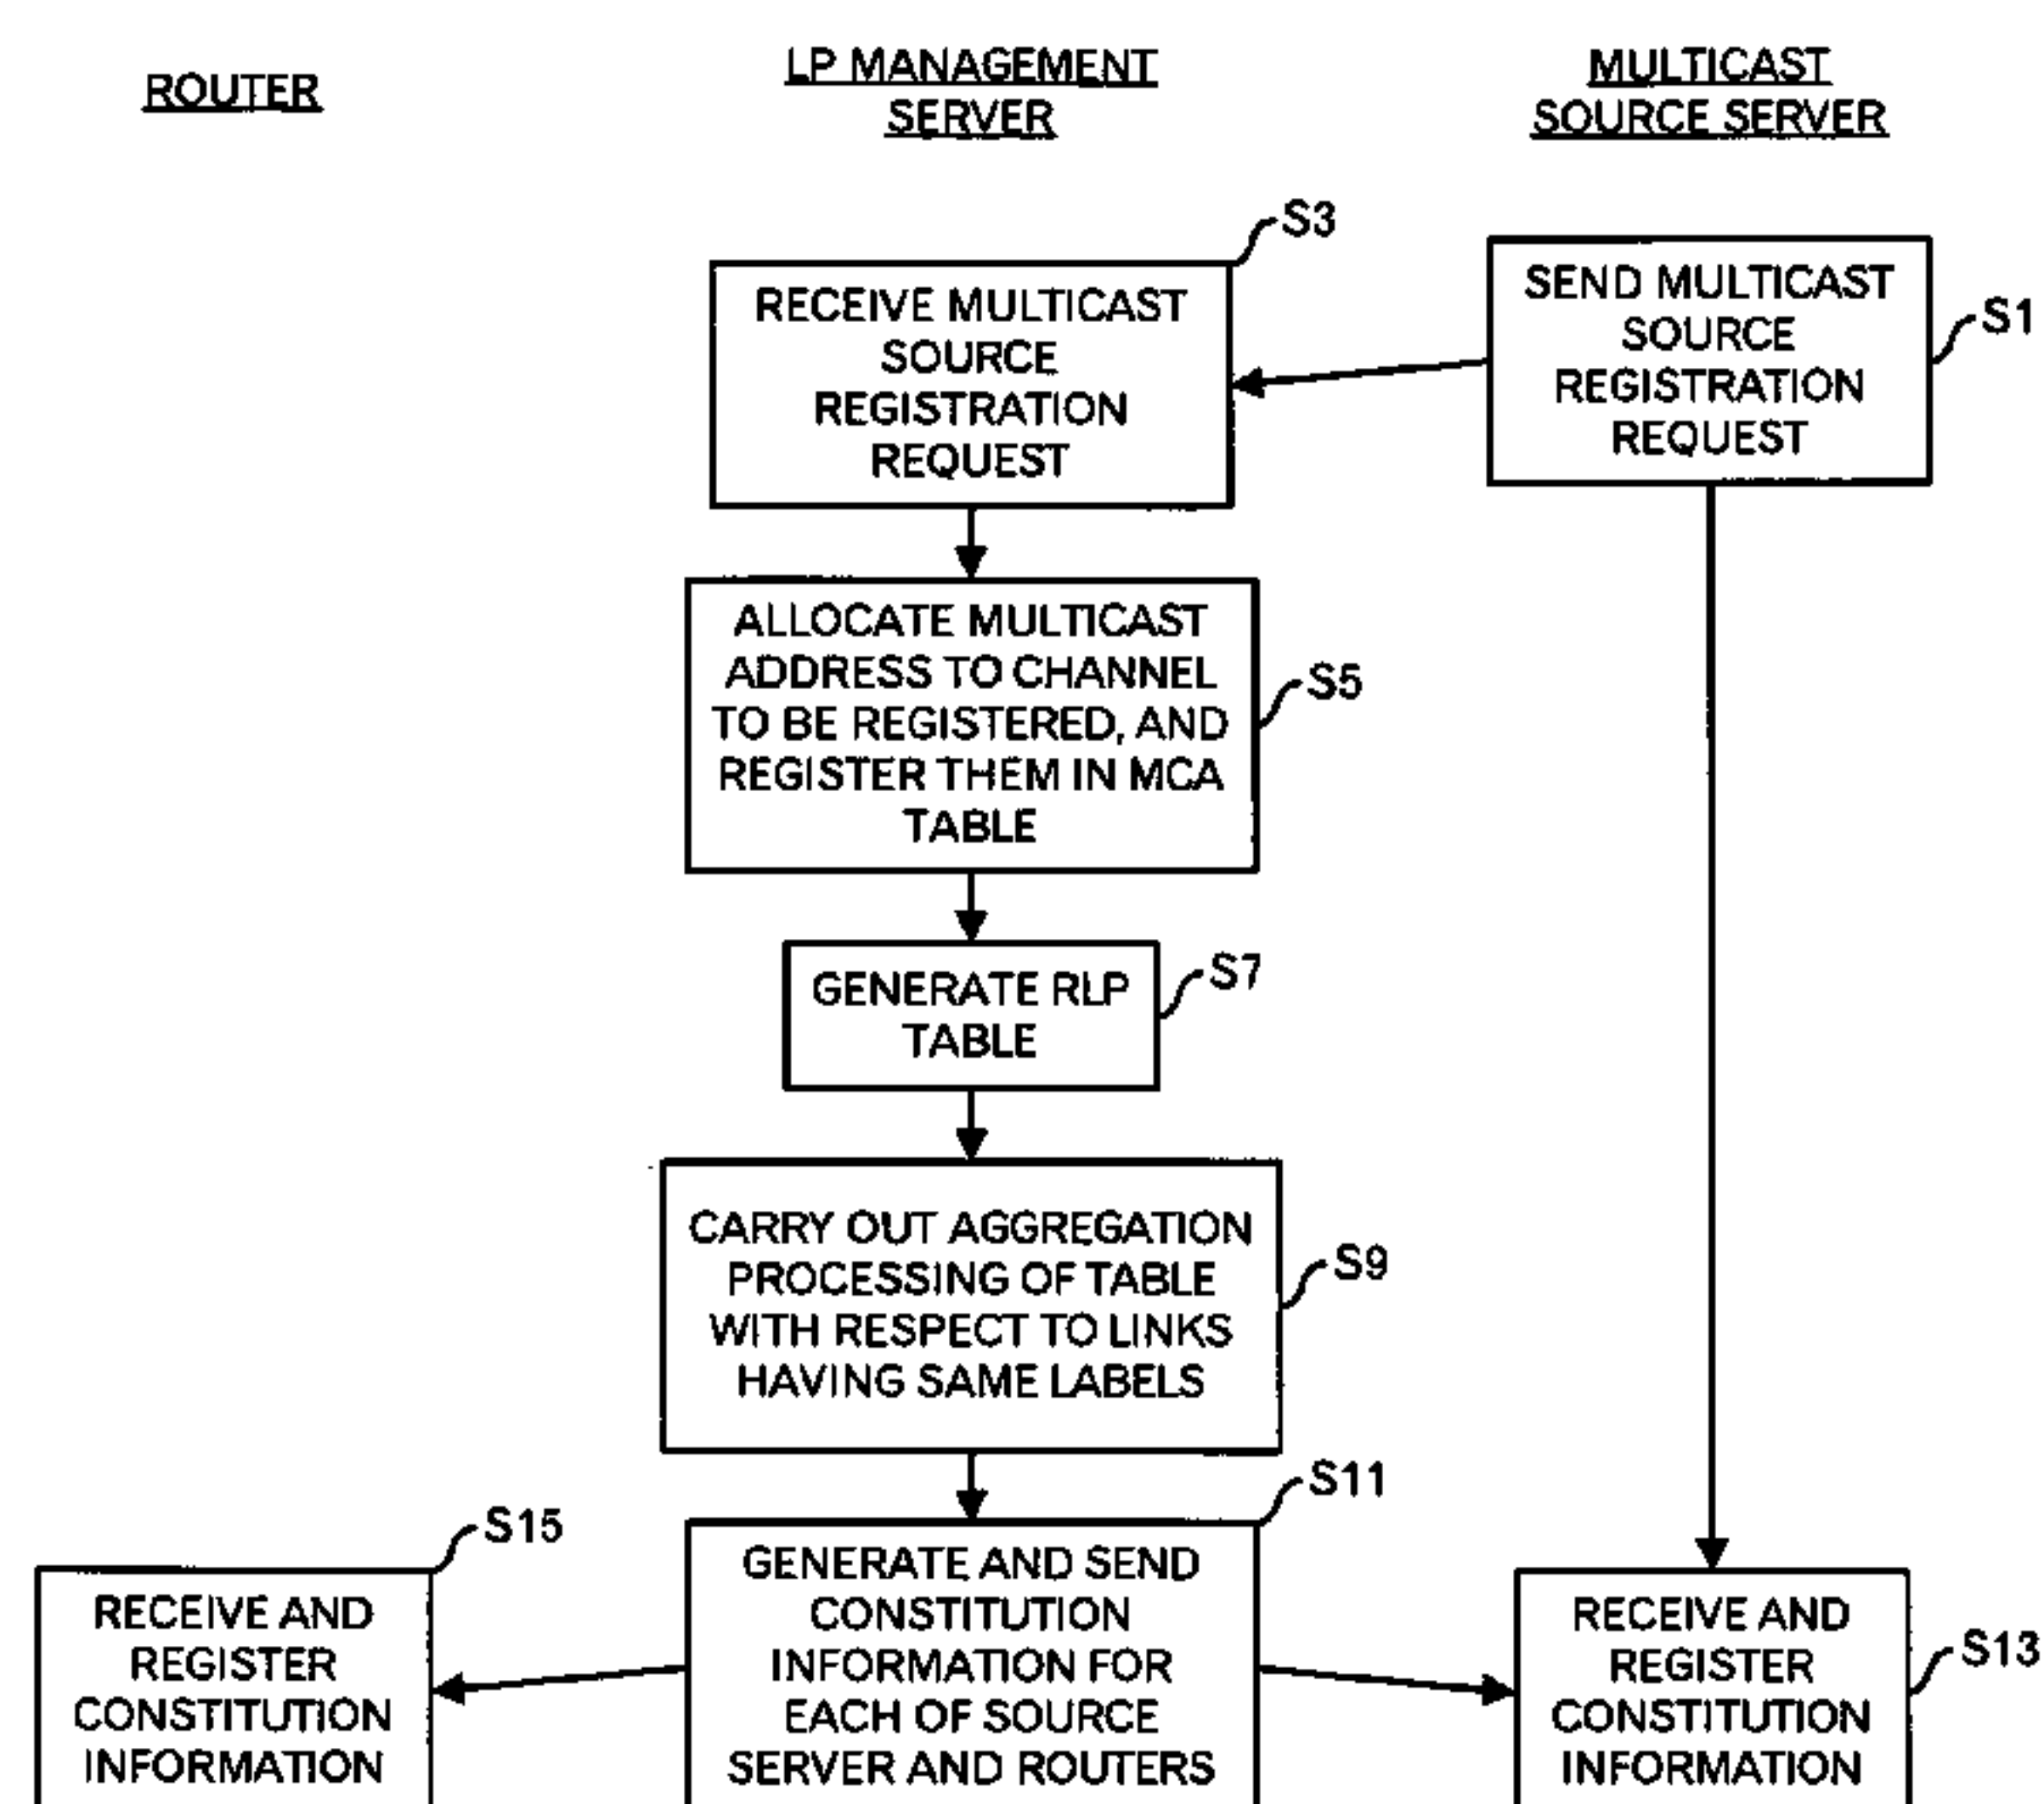 ROUTER
LP MANAGEMENT
SERVER
MULTICAST
SOURCE SERVER
S3
RECEIVE MULTICAST
SOURCE
REGISTRATION
REQUEST
SEND MULTICAST
SOURCE
REGISTRATION
REQUEST
S1
ALLOCATE MULTICAST
ADDRESS TO CHANNEL
TO BE REGISTERED, AND
REGISTER THEM IN MCA
TABLE
S5
GENERATE RLP
TABLE
S7
CARRY OUT AGGREGATION
PROCESSING OF TABLE
WITH RESPECT TO LINKS
HAVING SAME LABELS
S9
S11
S15
RECEIVE AND
REGISTER
CONSTITUTION
INFORMATION
GENERATE AND SEND
CONSTITUTION
INFORMATION FOR
EACH OF SOURCE
SERVER AND ROUTERS
RECEIVE AND
REGISTER
CONSTITUTION
INFORMATION
S13